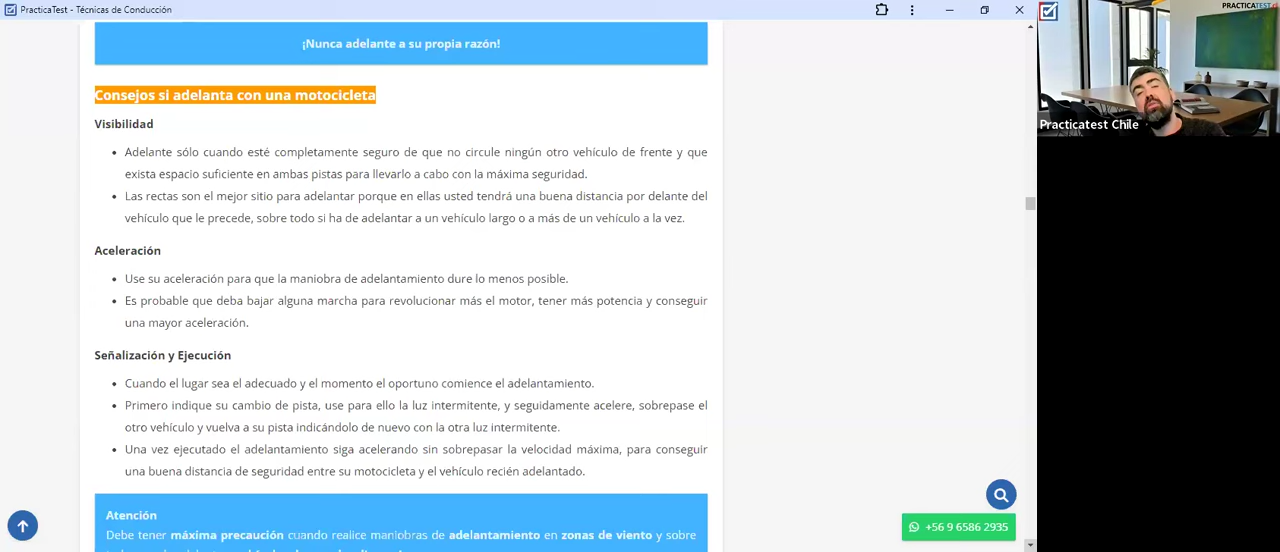 PracticaTest - Técnicas de Conducción
PRACTICATEST
¡Nunca adelante a su propia razón!
Consejos si adelanta con una motocicleta
Practicatest Chile
Visibilidad
• Adelante sólo cuando esté completamente seguro de que no circule ningún otro vehículo de frente y que
exista espacio suficiente en ambas pistas para llevarlo a cabo con la máxima seguridad.
• Las rectas son el mejor sitio para adelantar porque en ellas usted tendrá una buena distancia por delante del
vehículo que le precede, sobre todo si ha de adelantar a un vehículo largo o a más de un vehículo a la vez.
Aceleración
• Use su aceleración para que la maniobra de adelantamiento dure lo menos posible.
• Es probable que deba bajar alguna marcha para revolucionar más el motor, tener más potencia y conseguir
una mayor aceleración.
Señalización y Ejecución
• Cuando el lugar sea el adecuado y el momento el oportuno comience el adelantamiento.
• Primero indique su cambio de pista, use para ello la luz intermitente, y seguidamente acelere, sobrepase el
otro vehículo y vuelva a su pista indicándolo de nuevo con la otra luz intermitente.
• Una vez ejecutado el adelantamiento siga acelerando sin sobrepasar la velocidad máxima, para conseguir
una buena distancia de seguridad entre su motocicleta y el vehículo recién adelantado.
Atención
Debe tener máxima precaución cuando realice maniobras de adelantamiento en zonas de viento y sobre
+56 9 6586 2935